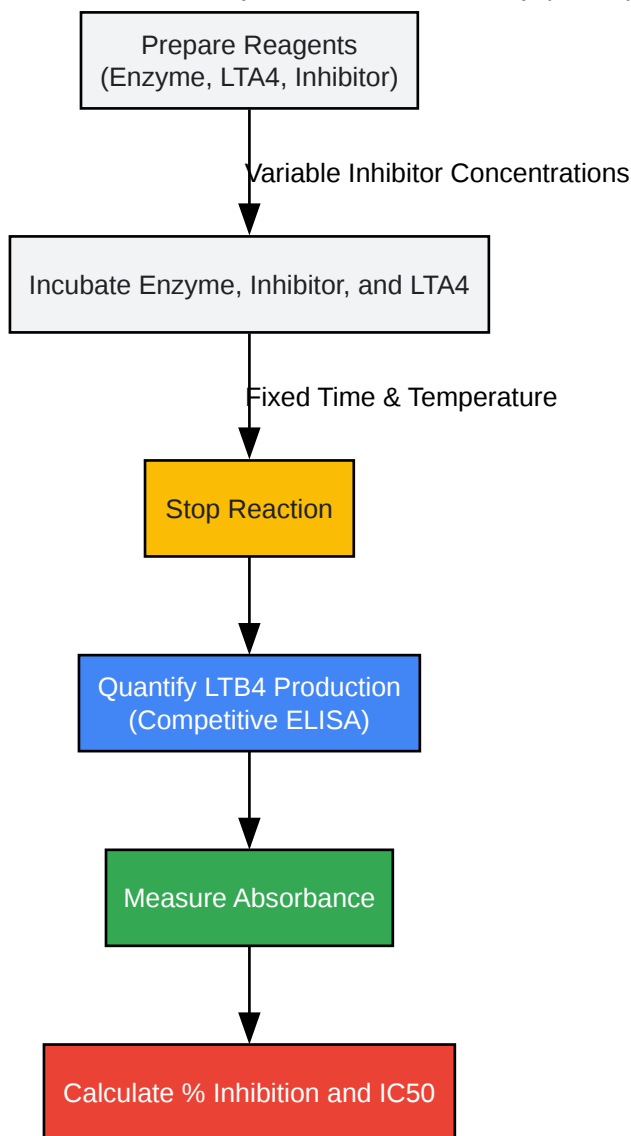 Prepare Reagents
(Enzyme, LTA4, Inhibitor)
Variable Inhibitor Concentrations
Incubate Enzyme, Inhibitor, and LTA4
Fixed Time & Temperature
Stop Reaction
Quantify LTB4 Production
(Competitive ELISA)
Measure Absorbance
Calculate % Inhibition and IC50